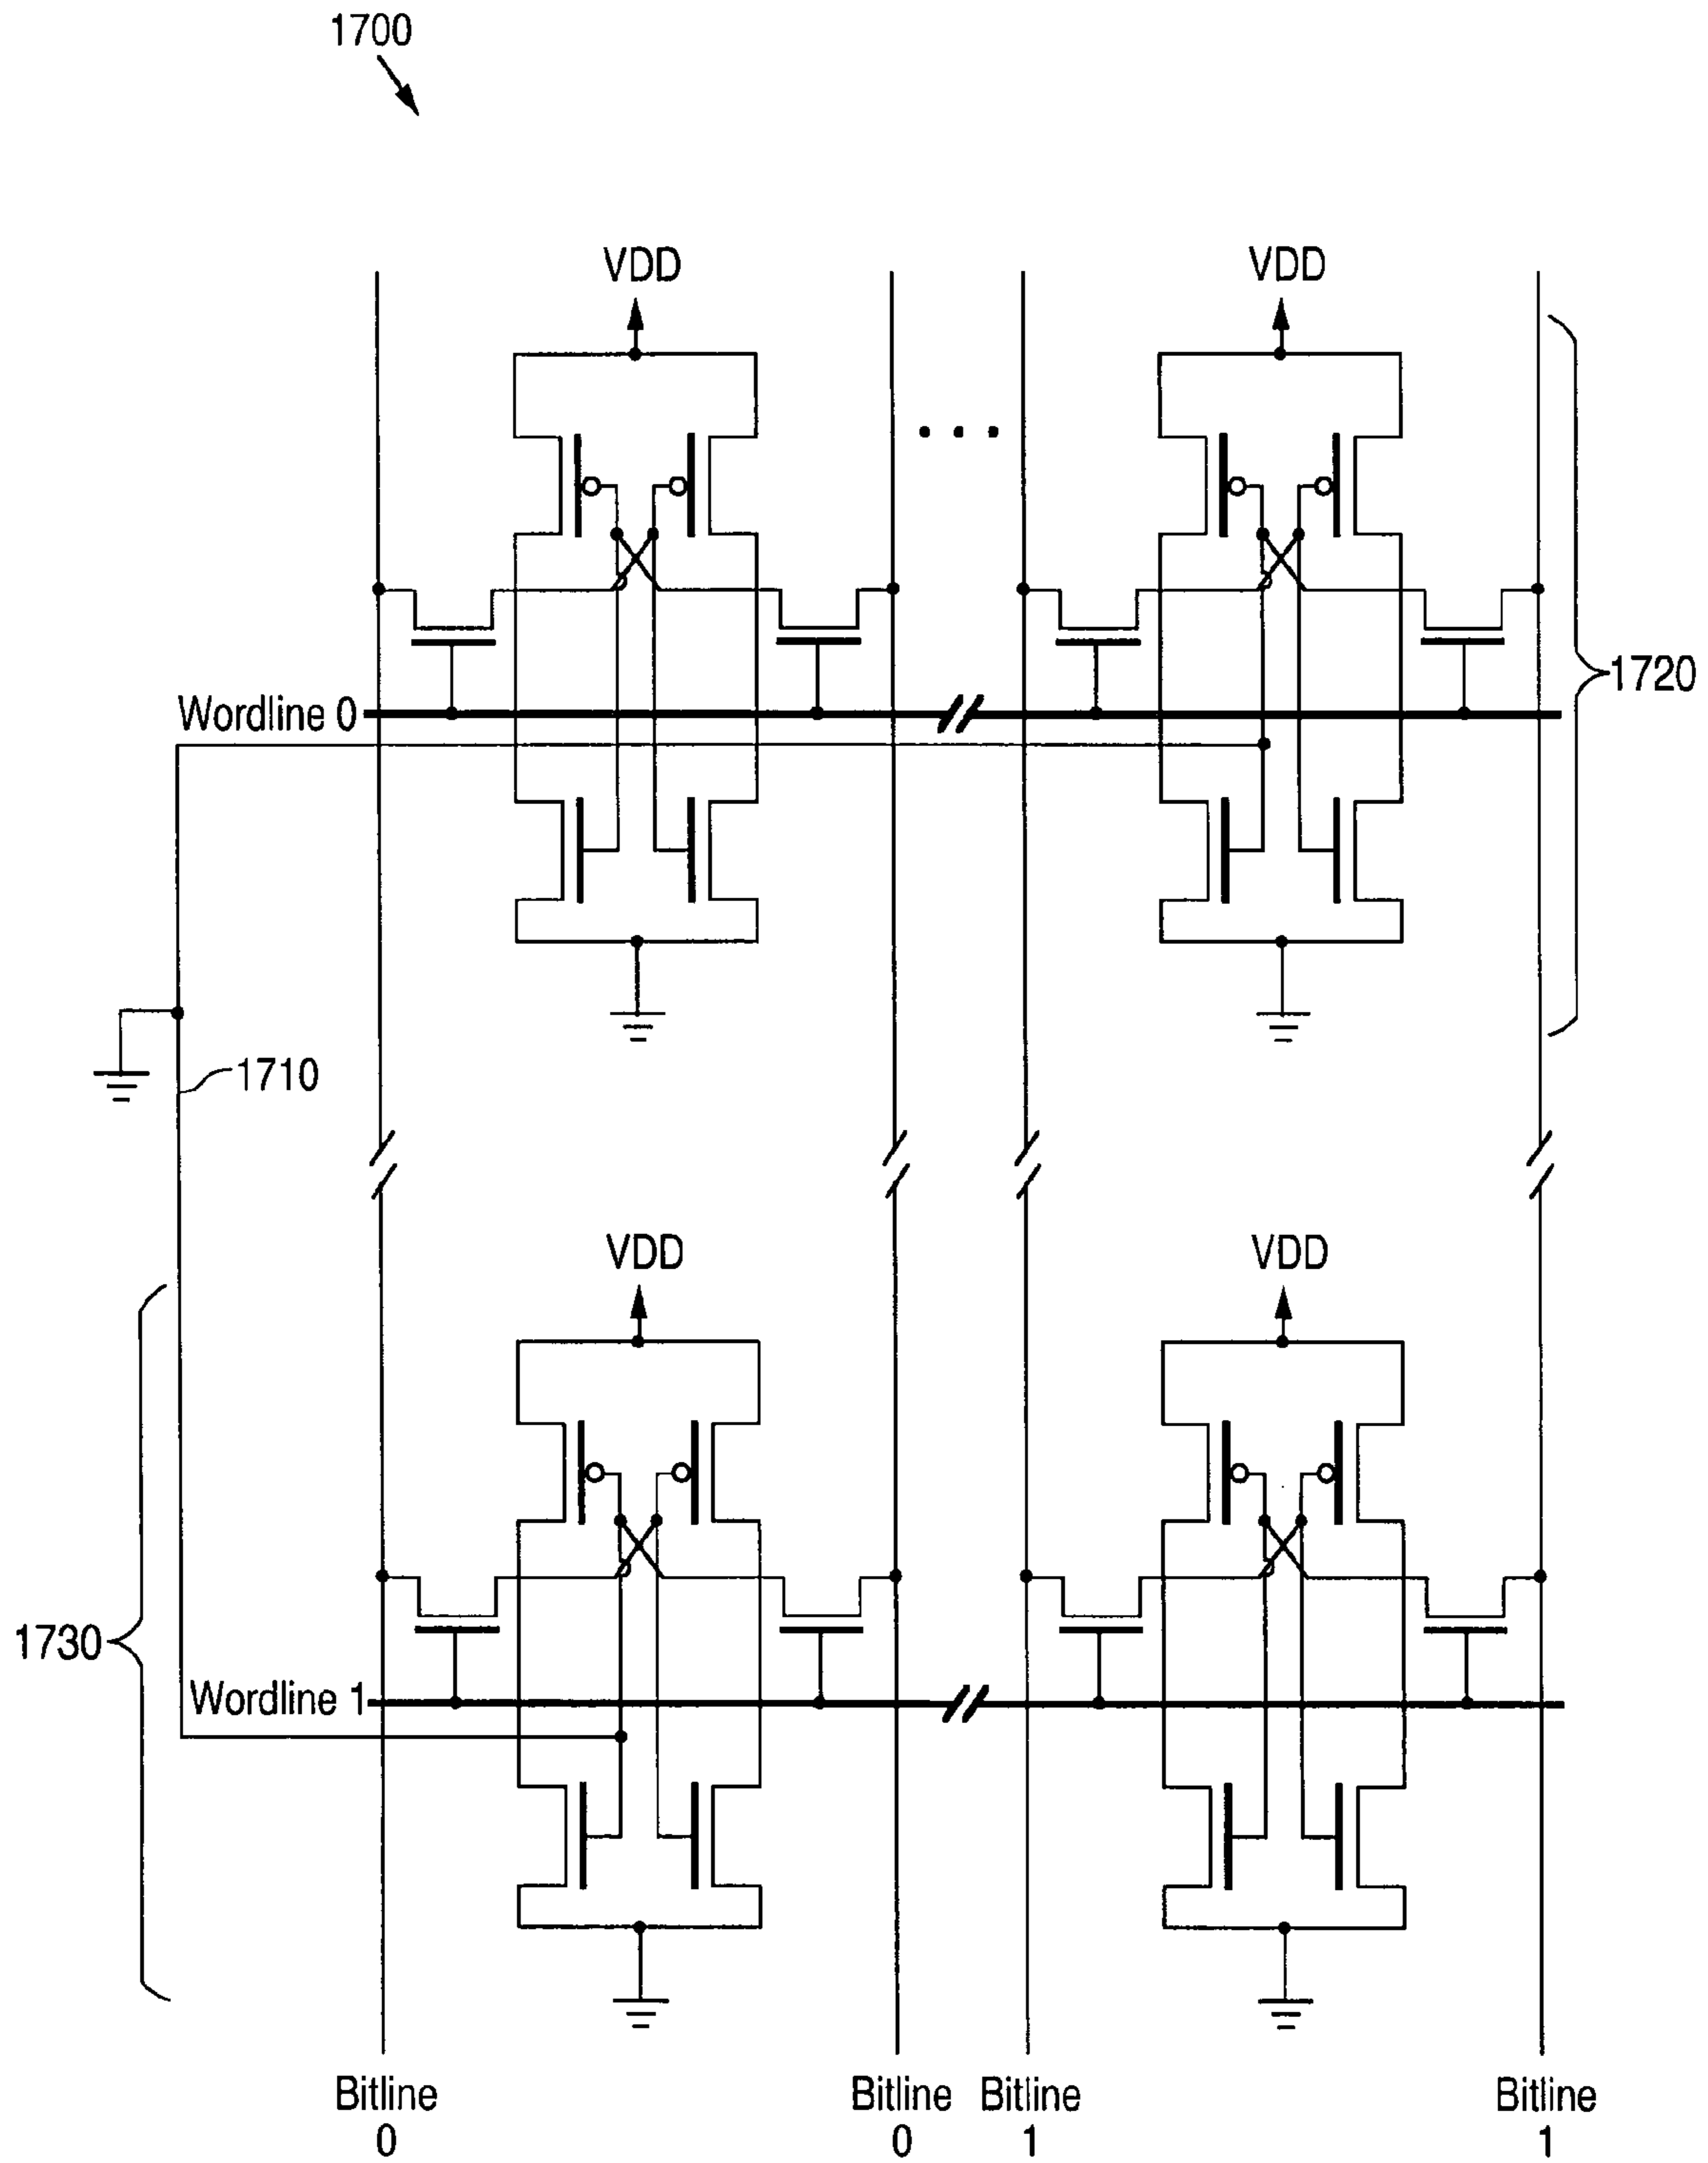 1700
VDD
VDD
1720
Wordline 0
1710
VDD
VDD
1730
Wordline 1
Bitline
0
Bitline
0
Bitline
1
Bitline
1